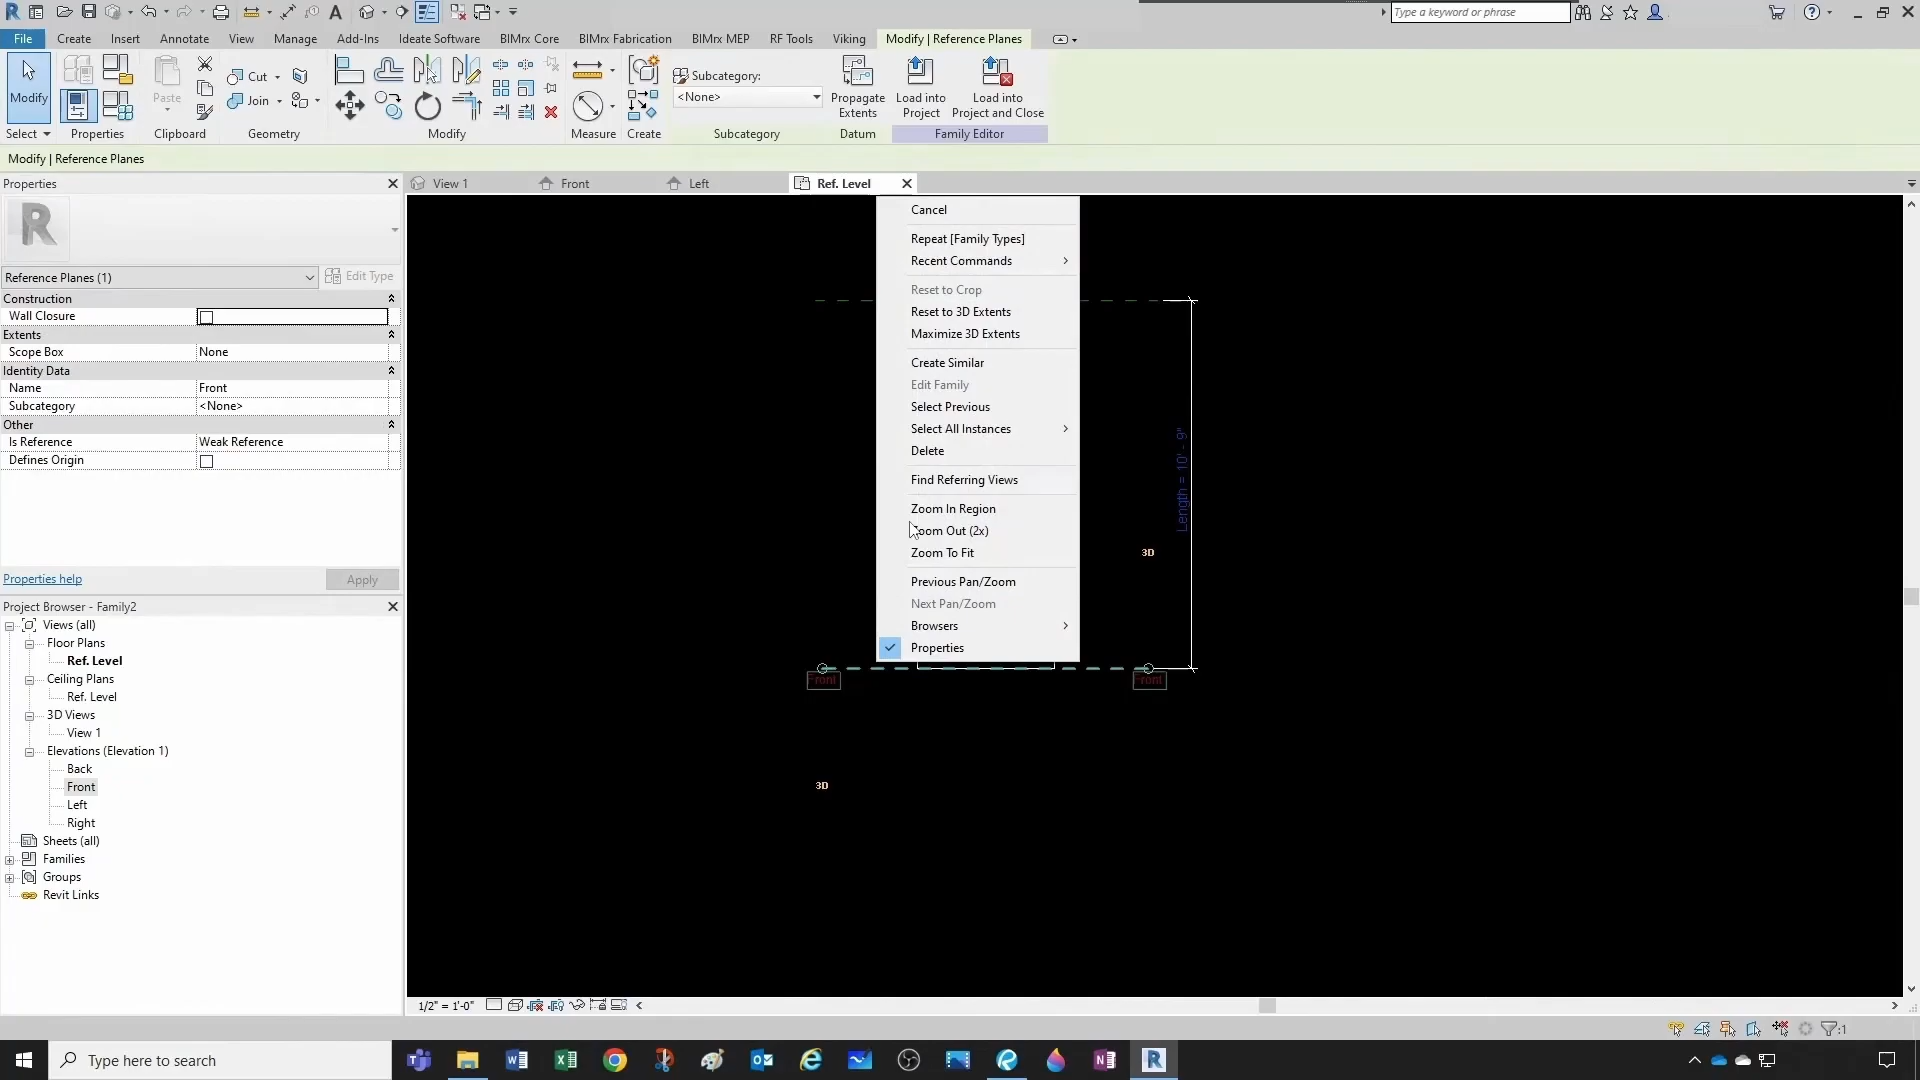 Type a keyword or phrase
File Create Insert Annotate View Manage Add-Ins Ideate Software BIMrx Core BIMrx Fabrication BIMrx MEP RF Tools Viking Modify | Reference Planes
Modify
Paste
Cut
Join
Subcategory:
<None>
Propagate Extents
Load into Project
Load into Project and Close
Select Properties Clipboard Geometry Modify Measure Create Subcategory Datum Family Editor
Modify | Reference Planes
Properties
View 1
Front
Left
Ref. Level
R
Reference Planes (1)
Edit Type
Construction
Wall Closure
Extents
Scope Box None
Identity Data
Name Front
Subcategory <None>
Other
Is Reference Weak Reference
Defines Origin
Properties help
Apply
Project Browser - Family2
Views (all)
Floor Plans
Ref. Level
Ceiling Plans
Ref. Level
3D Views
View 1
Elevations (Elevation 1)
Back
Front
Left
Right
Sheets (all)
Families
Groups
Revit Links
Cancel
Repeat [Family Types]
Recent Commands
Reset to Crop
Reset to 3D Extents
Maximize 3D Extents
Create Similar
Edit Family
Select Previous
Select All Instances
Delete
Find Referring Views
Zoom In Region
Zoom Out (2x)
Zoom To Fit
Previous Pan/Zoom
Next Pan/Zoom
Browsers
Properties
Length = 10' - 9"
3D
Front
Front
3D
1/2" = 1'-0"
:1
Type here to search